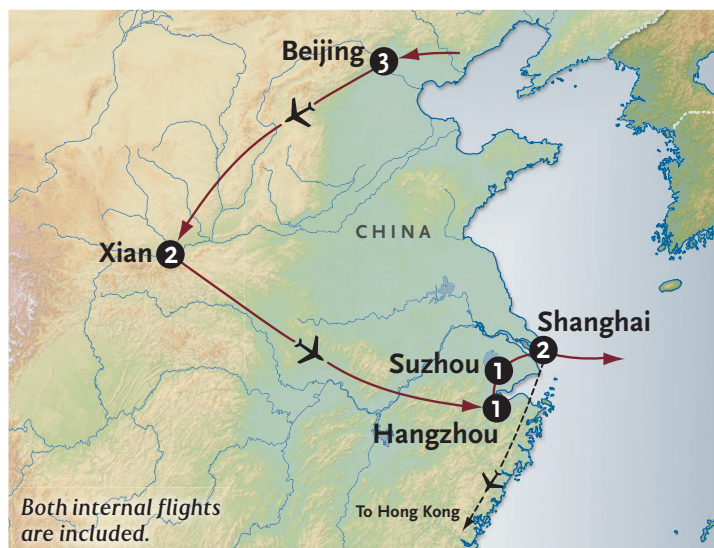 Beijing
3
CHINA
Xian 2
Shanghai
2
Suzhou 1
1
Hangzhou
To Hong Kong
Both internal flights
are included.